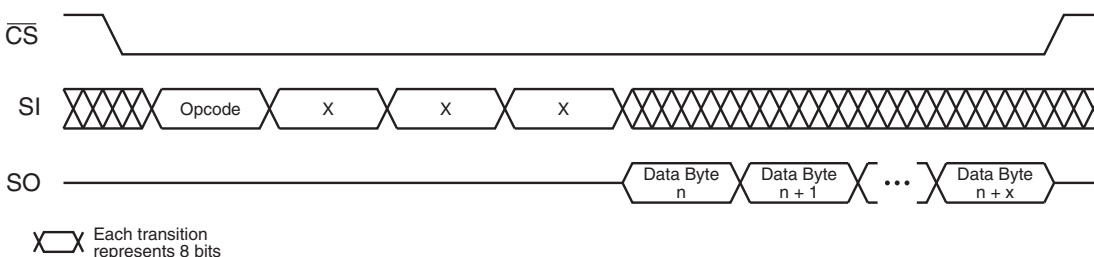 CS
SI
Opcode X X X
SO
Data Byte n Data Byte n + 1 ••• Data Byte n + x
Each transition
represents 8 bits